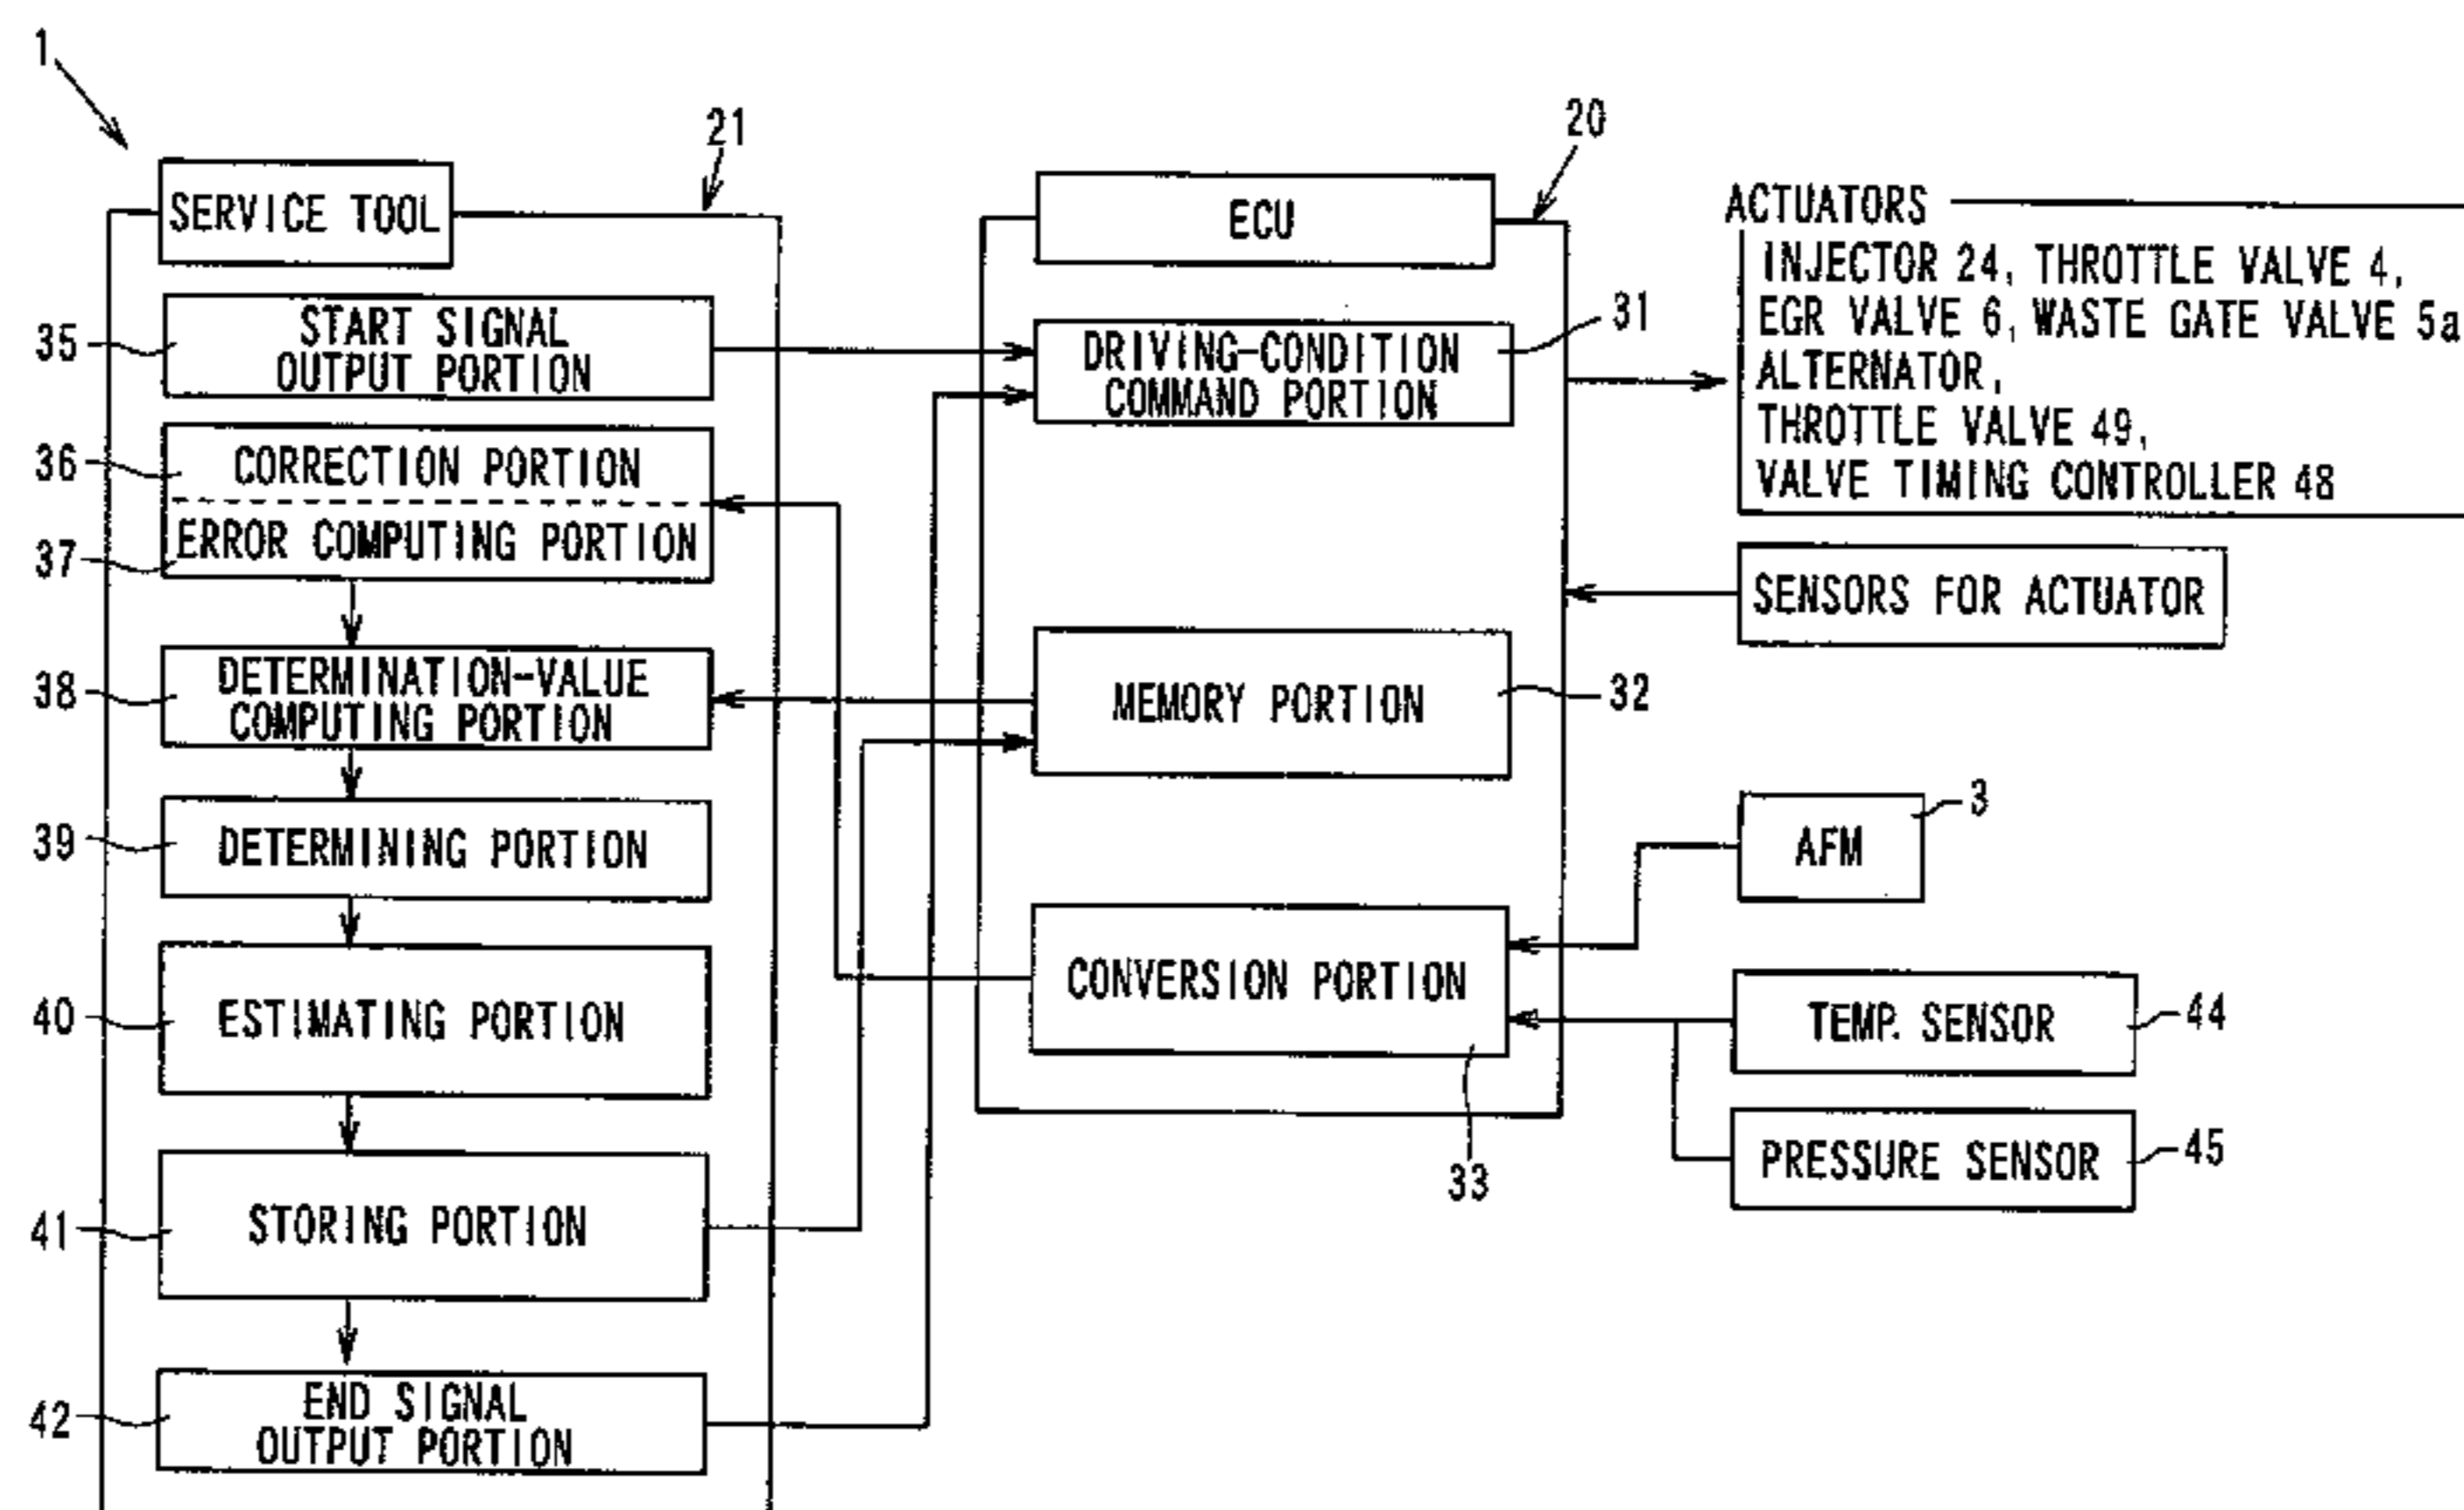 1
21
20
SERVICE TOOL
ECU
ACTUATORS
INJECTOR 24, THROTTLE VALVE 4,
EGR VALVE 6, WASTE GATE VALVE 5a
ALTERNATOR,
THROTTLE VALVE 49,
VALVE TIMING CONTROLLER 48
35
START SIGNAL
OUTPUT PORTION
DRIVING-CONDITION
COMMAND PORTION
31
36
CORRECTION PORTION
37
ERROR COMPUTING PORTION
SENSORS FOR ACTUATOR
38
DETERMINATION-VALUE
COMPUTING PORTION
MEMORY PORTION
32
39
DETERMINING PORTION
AFM
3
40
ESTIMATING PORTION
CONVERSION PORTION
33
TEMP. SENSOR
44
PRESSURE SENSOR
45
41
STORING PORTION
42
END SIGNAL
OUTPUT PORTION